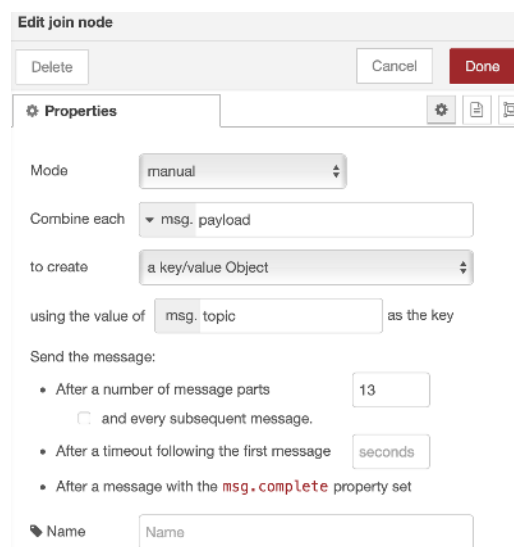 Edit join node
Delete Cancel Done
Properties
Mode manual
Combine each msg. payload
to create a key/value Object
using the value of msg. topic as the key
Send the message:
• After a number of message parts 13
and every subsequent message.
• After a timeout following the first message seconds
• After a message with the msg.complete property set
Name Name